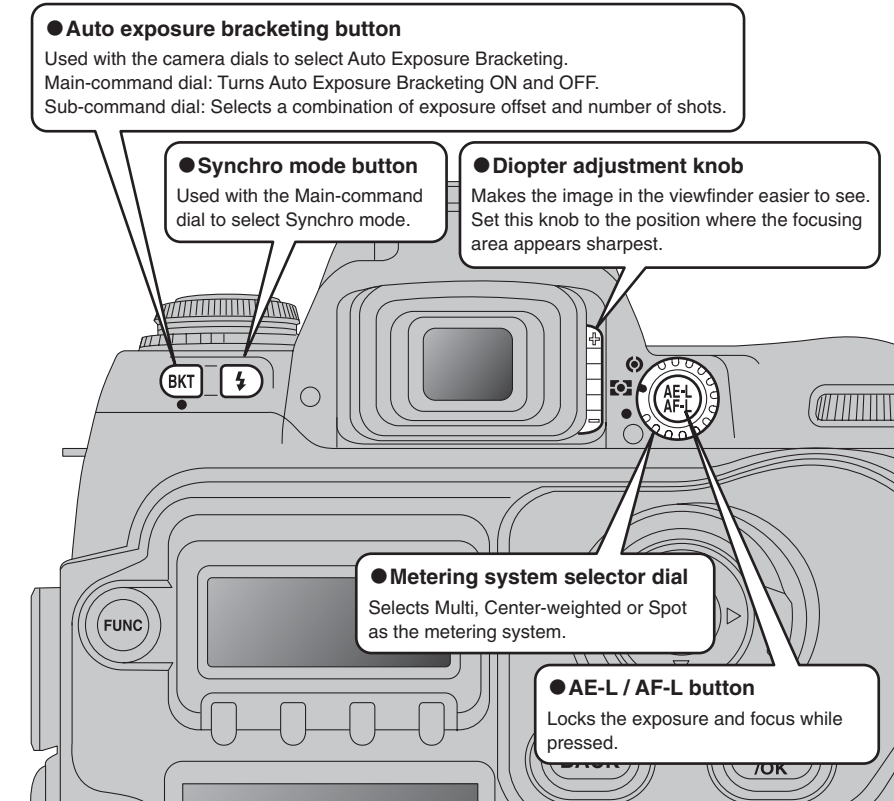 ●Auto exposure bracketing button
Used with the camera dials to select Auto Exposure Bracketing.
Main-command dial: Turns Auto Exposure Bracketing ON and OFF.
Sub-command dial: Selects a combination of exposure offset and number of shots.
●Synchro mode button
Used with the Main-command
dial to select Synchro mode.
●Diopter adjustment knob
Makes the image in the viewfinder easier to see.
Set this knob to the position where the focusing
area appears sharpest.
BKT
AE-L
AF-L
●Metering system selector dial
Selects Multi, Center-weighted or Spot
as the metering system.
FUNC
●AE-L / AF-L button
Locks the exposure and focus while
pressed.
BACK
/OK